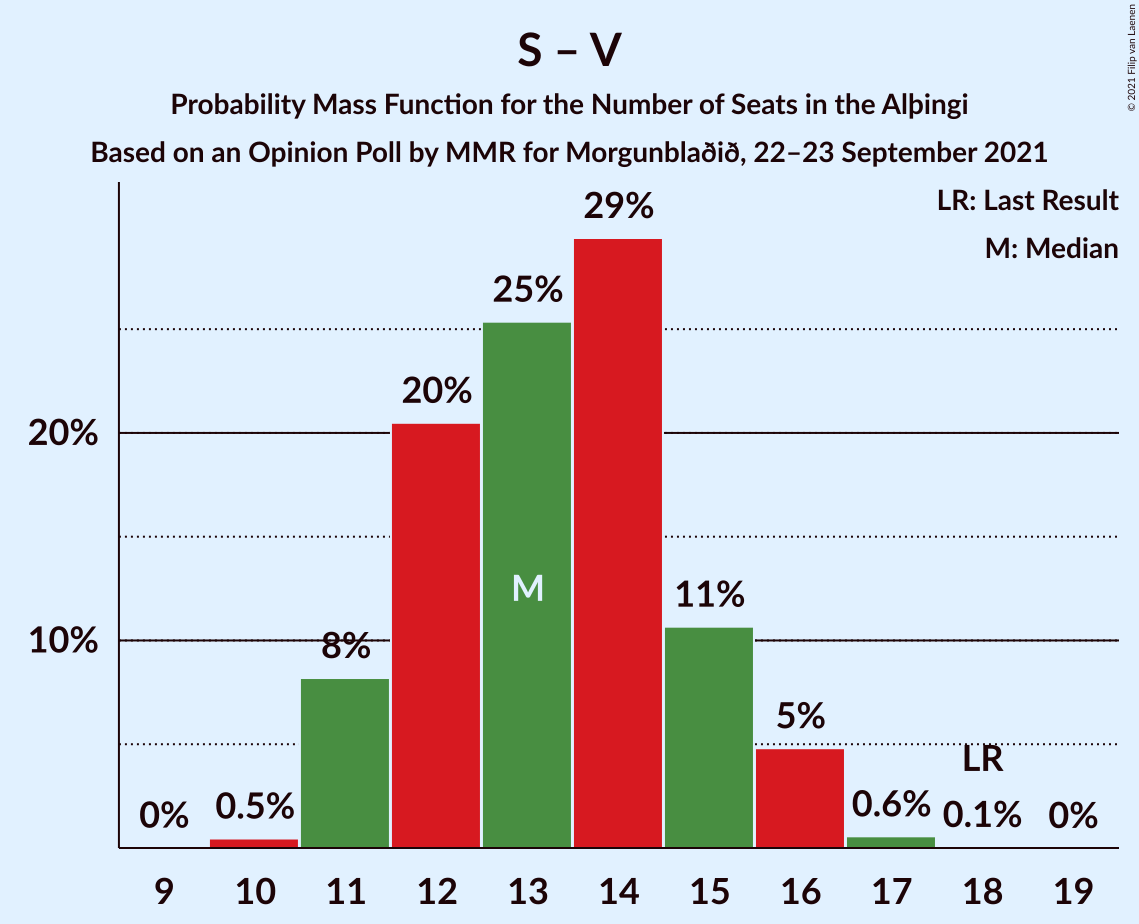 S – V
Probability Mass Function for the Number of Seats in the Alþingi
Based on an Opinion Poll by MMR for Morgunblaðið, 22–23 September 2021
© 2021 Filip van Laenen
LR: Last Result
M: Median
29%
25%
20%
20%
M
11%
10%
8%
5%
LR
0% 0.5% 0.6% 0.1% 0%
9 10 11 12 13 14 15 16 17 18 19